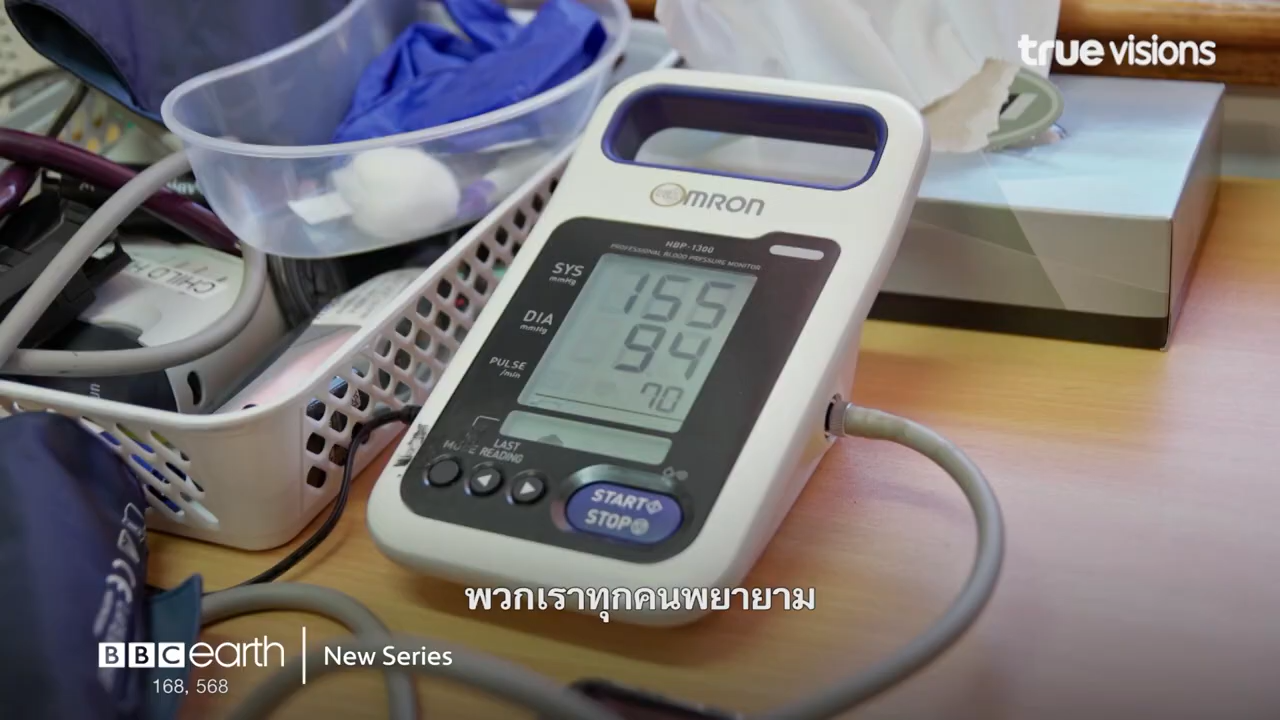 true visions
OMRON
HBP-1300
PROFESSIONAL BLOOD PRESSURE MONITOR
SYS
mmHg
155
DIA
mmHg
94
PULSE
/min
70
LAST
READING
START
STOP
CHILD
พวกเราทุกคนพยายาม
BBC earth | New Series
168, 568